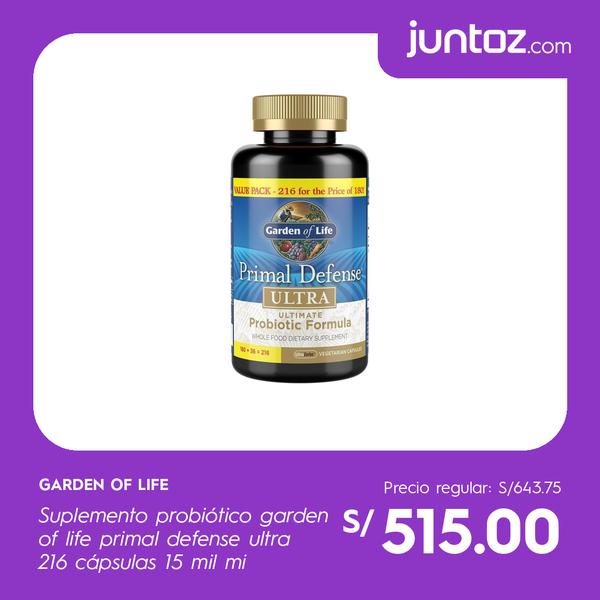 juntoz.com
VALUE PACK - 216 for the Price of 180!
Garden of Life
Primal Defense
ULTRA
ULTIMATE
Probiotic Formula
WHOLE FOOD DIETARY SUPPLEMENT
180 + 36 = 216
VEGETARIAN CAPSULES
GARDEN OF LIFE
Precio regular: S/643.75
Suplemento probiótico garden
of life primal defense ultra
216 cápsulas 15 mil mi
S/ 515.00